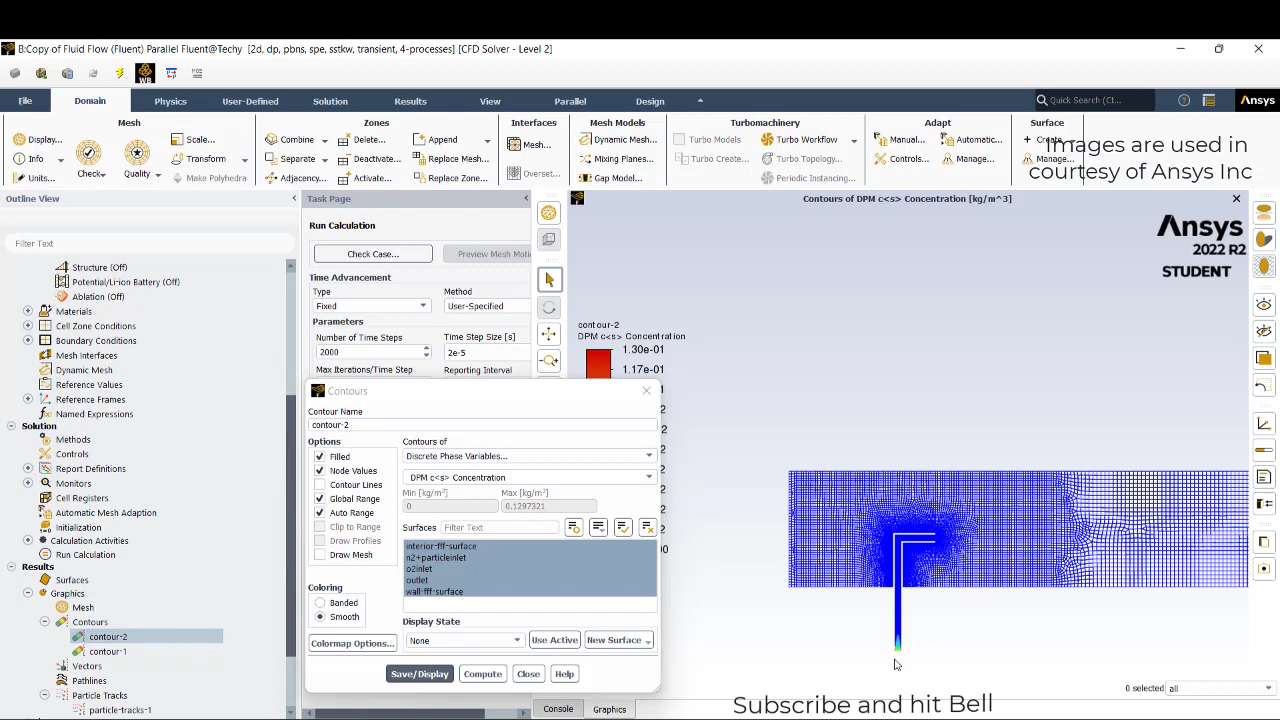 B:Copy of Fluid Flow (Fluent) Parallel Fluent@Techy [2d, dp, pbns, spe, sstkw, transient, 4-processes] [CFD Solver - Level 2]
WB
File Domain Physics User-Defined Solution Results View Parallel Design
Quick Search (Ct...
Ansys
Mesh Zones Interfaces Mesh Models Turbomachinery Adapt Surface
Display... Scale... Combine Delete... Append Mesh... Dynamic Mesh... Turbo Models Turbo Workflow Manual... Automatic... Create
Info Check Quality Transform Separate Deactivate... Replace Mesh... Mixing Planes... Turbo Create... Turbo Topology... Controls... Manage... Manage...
Units... Make Polyhedra Adjacency... Activate... Replace Zone... Overset... Gap Model... Periodic Instancing...
Images are used in
courtesy of Ansys Inc
Outline View
Filter Text
Structure (Off)
Potential/Li-ion Battery (Off)
Ablation (Off)
Materials
Cell Zone Conditions
Boundary Conditions
Mesh Interfaces
Dynamic Mesh
Reference Values
Reference Frames
Named Expressions
Solution
Methods
Controls
Report Definitions
Monitors
Cell Registers
Automatic Mesh Adaption
Initialization
Calculation Activities
Run Calculation
Results
Surfaces
Graphics
Mesh
Contours
contour-2
contour-1
Vectors
Pathlines
Particle Tracks
particle-tracks-1
Task Page
Run Calculation
Check Case... Preview Mesh Motion
Time Advancement
Type Method
Fixed User-Specified
Parameters
Number of Time Steps Time Step Size [s]
2000 2e-5
Max Iterations/Time Step Reporting Interval
Contours
Contour Name
contour-2
Options
Filled
Node Values
Contour Lines
Global Range
Auto Range
Clip to Range
Draw Profiles
Draw Mesh
Coloring
Banded
Smooth
Colormap Options...
Contours of
Discrete Phase Variables...
DPM c<s> Concentration
Min [kg/m³] Max [kg/m³]
0 0.1297321
Surfaces Filter Text
interior-fff-surface
n2+particleinlet
o2inlet
outlet
wall-fff-surface
Display State
None Use Active New Surface
Save/Display Compute Close Help
Contours of DPM c<s> Concentration [kg/m^3]
Ansys
2022 R2
STUDENT
contour-2
DPM c<s> Concentration
1.30e-01
1.17e-01
0 selected all
Console Graphics
Subscribe and hit Bell